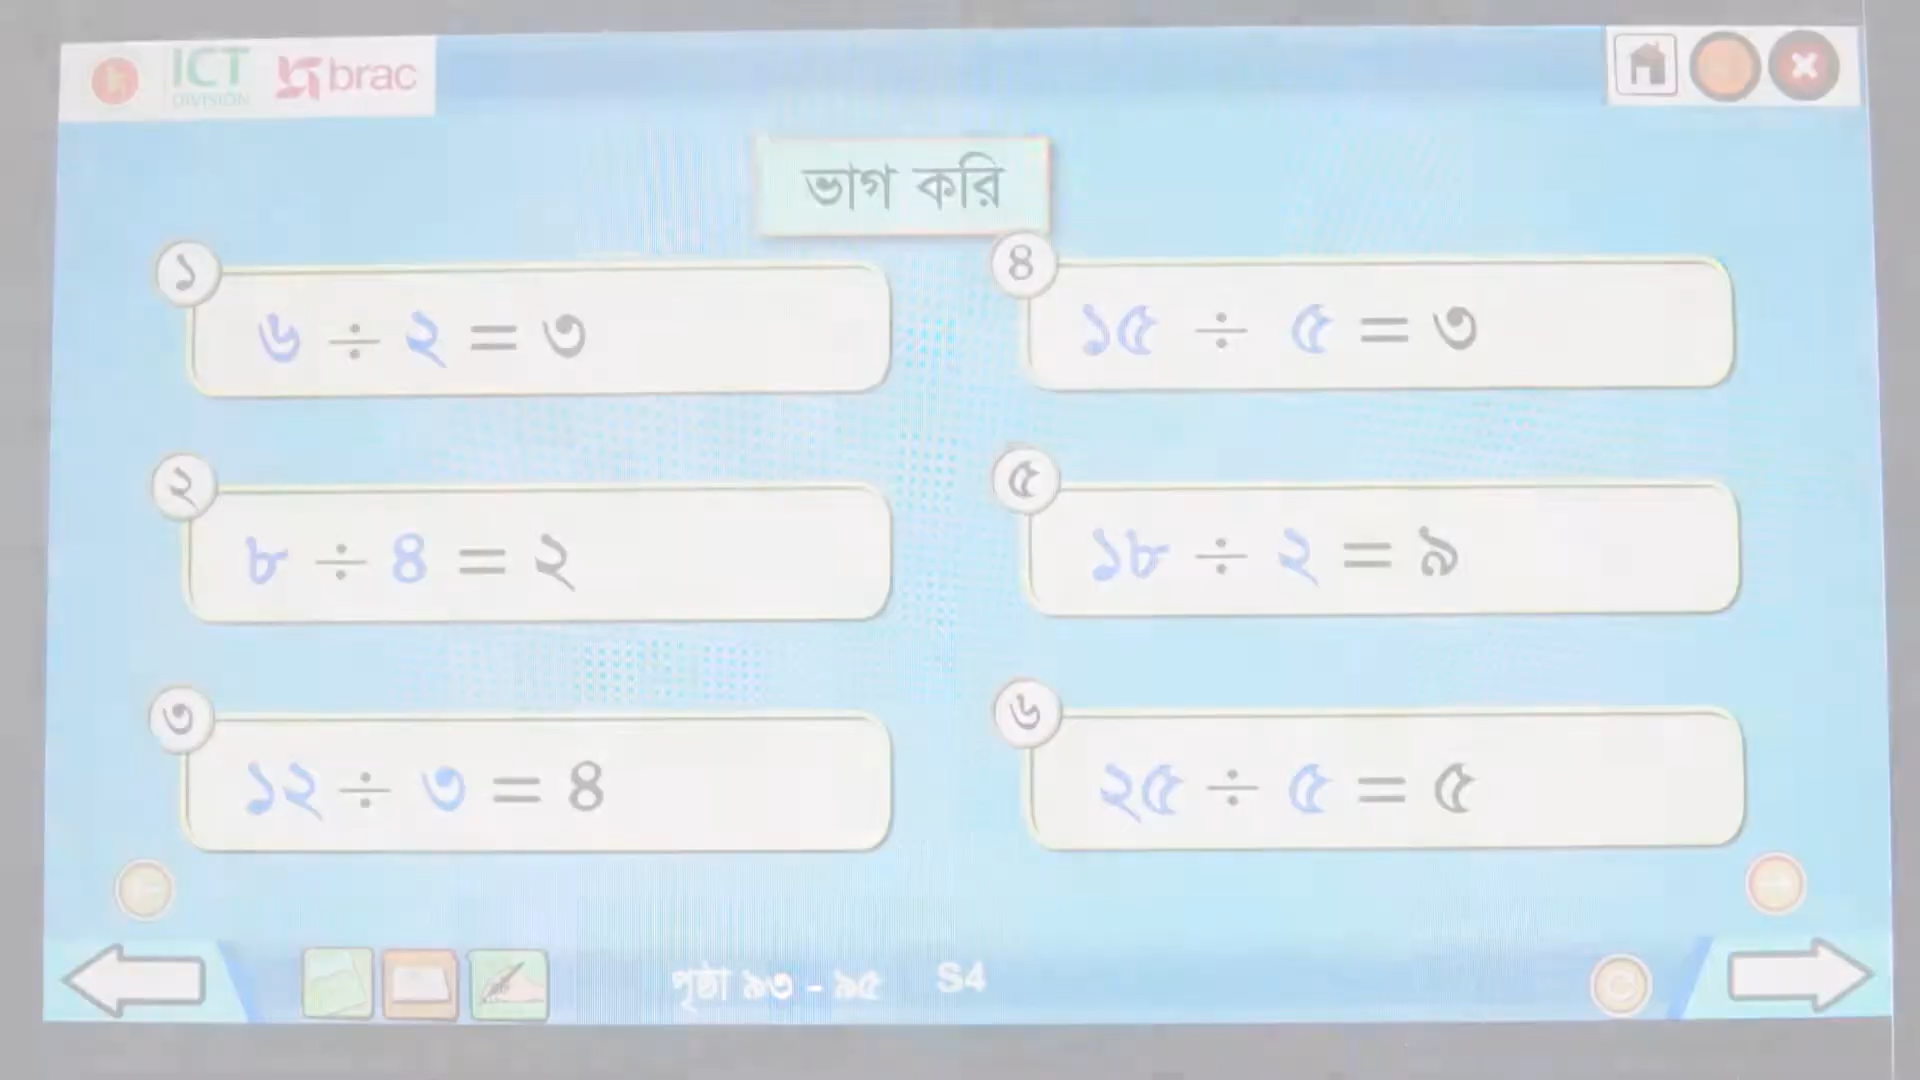 ICT
DIVISION
brac
ভাগ করি
১
৬ ÷ ২ = ৩
২
৮ ÷ ৪ = ২
৩
১২ ÷ ৩ = ৪
৪
১৫ ÷ ৫ = ৩
৫
১৮ ÷ ২ = ৯
৬
২৫ ÷ ৫ = ৫
পৃষ্ঠা ৯৩ - ৯৫ S4